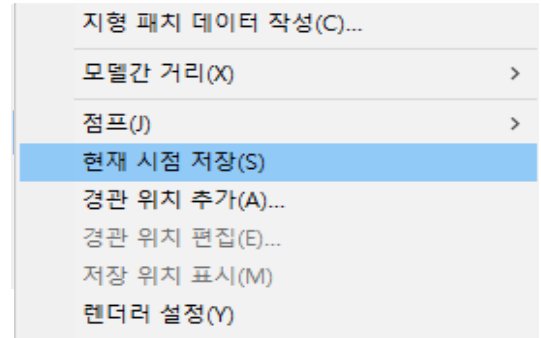 지형 패치 데이터 작성(C)...
모델간 거리(X)
점프(J)
현재 시점 저장(S)
경관 위치 추가(A)...
경관 위치 편집(E)...
저장 위치 표시(M)
렌더러 설정(Y)